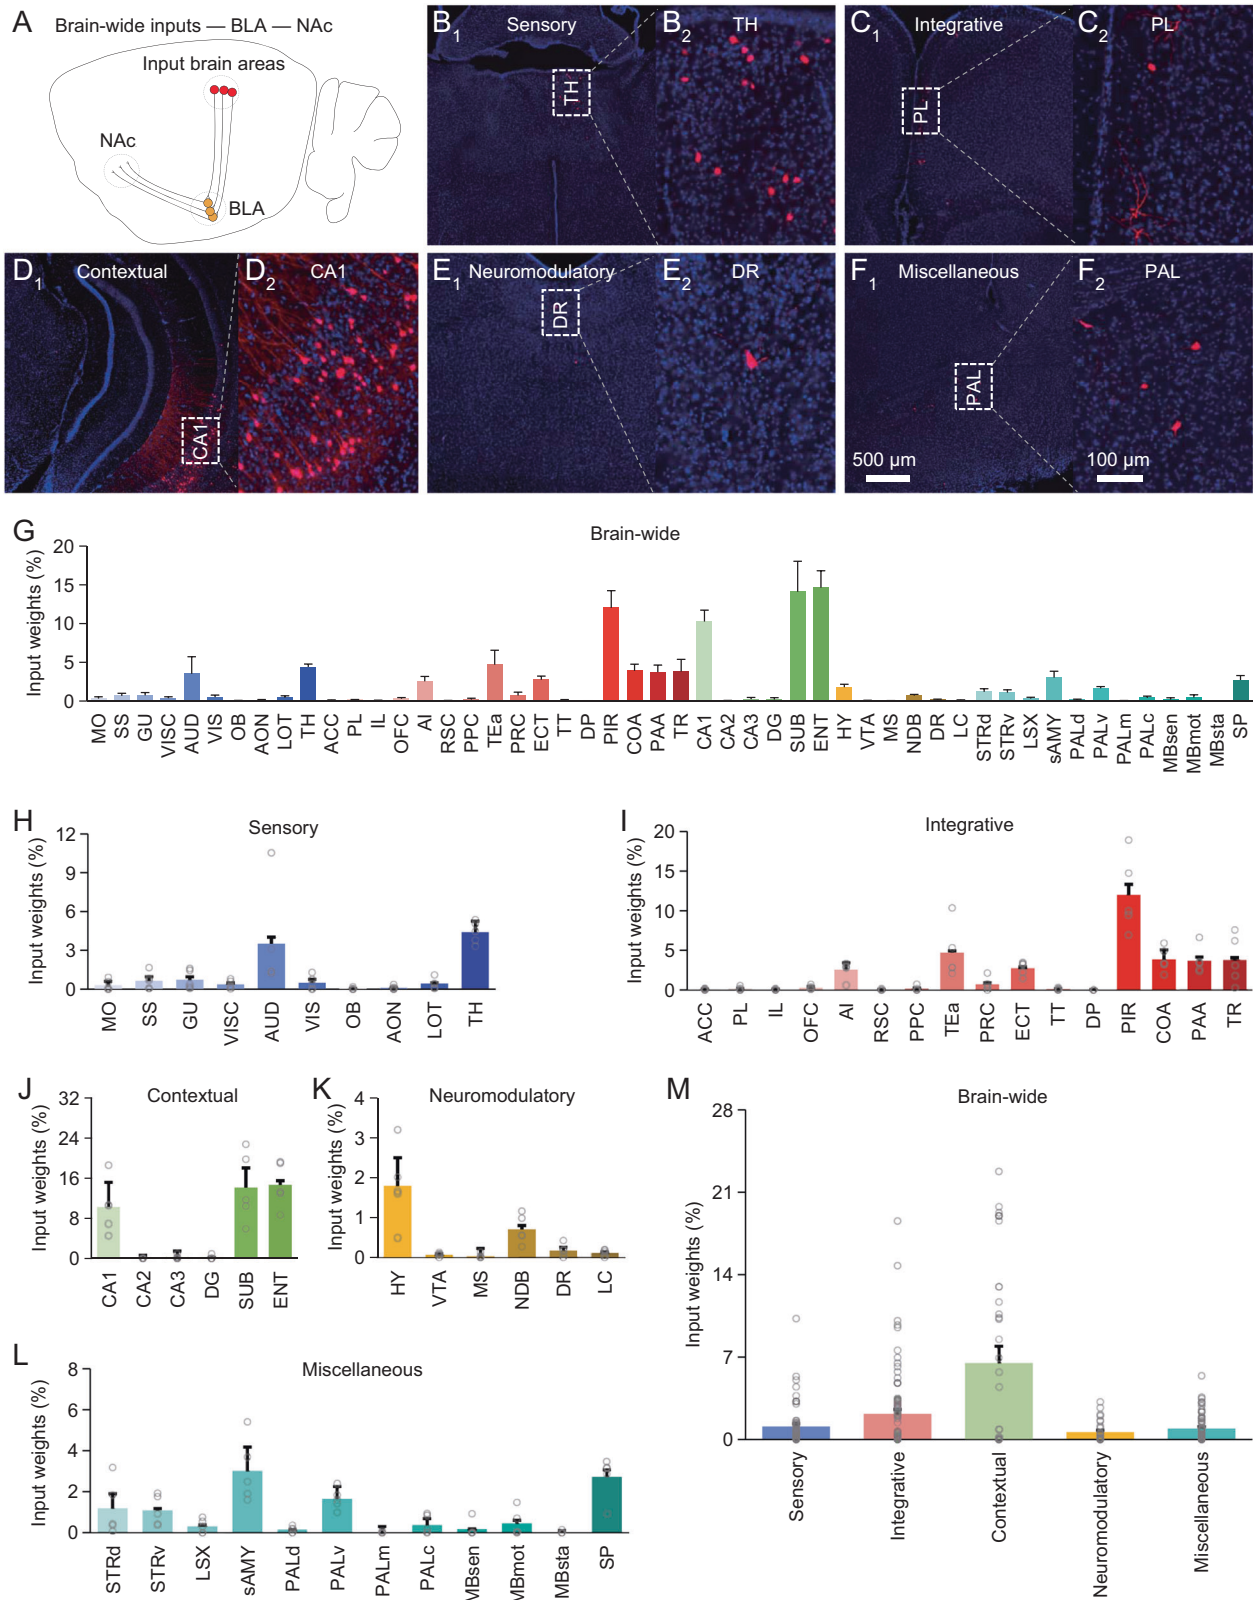 A
Brain-wide inputs — BLA — NAc
Input brain areas
NAc
BLA
B1 Sensory
TH
B2 TH
C1 Integrative
PL
C2 PL
D1 Contextual
CA1
D2 CA1
E1 Neuromodulatory
DR
E2 DR
F1 Miscellaneous
PAL
500 µm
F2 PAL
100 µm
G
Brain-wide
Input weights (%)
20
15
10
5
0
MO SS GU VISC AUD VIS OB AON LOT TH ACC PL IL OFC AI RSC PPC TEa PRC ECT TT DP PIR COA PAA TR CA1 CA2 CA3 DG SUB ENT HY VTA MS NDB DR LC STRd STRv LSX sAMY PALd PALv PALm PALc MBsen MBmot MBsta SP
H
Sensory
Input weights (%)
12
9
6
3
0
MO SS GU VISC AUD VIS OB AON LOT TH
I
Integrative
Input weights (%)
20
15
10
5
0
ACC PL IL OFC AI RSC PPC TEa PRC ECT TT DP PIR COA PAA TR
J
Contextual
Input weights (%)
32
24
16
8
0
CA1 CA2 CA3 DG SUB ENT
K
Neuromodulatory
Input weights (%)
4
3
2
1
0
HY VTA MS NDB DR LC
L
Miscellaneous
Input weights (%)
8
6
4
2
0
STRd STRv LSX sAMY PALd PALv PALm PALc MBsen MBmot MBsta SP
M
Brain-wide
Input weights (%)
28
21
14
7
0
Sensory
Integrative
Contextual
Neuromodulatory
Miscellaneous